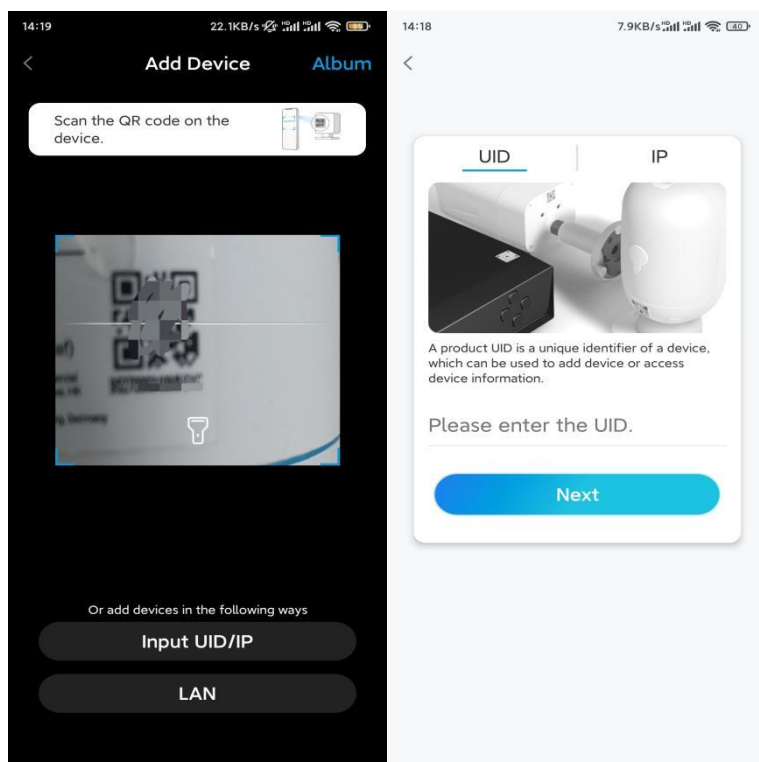 14:19
22.1KB/s
85
Add Device
Album
Scan the QR code on the
device.
Or add devices in the following ways
Input UID/IP
LAN
14:18
7.9KB/s
40
UID
IP
A product UID is a unique identifier of a device,
which can be used to add device or access
device information.
Please enter the UID.
Next